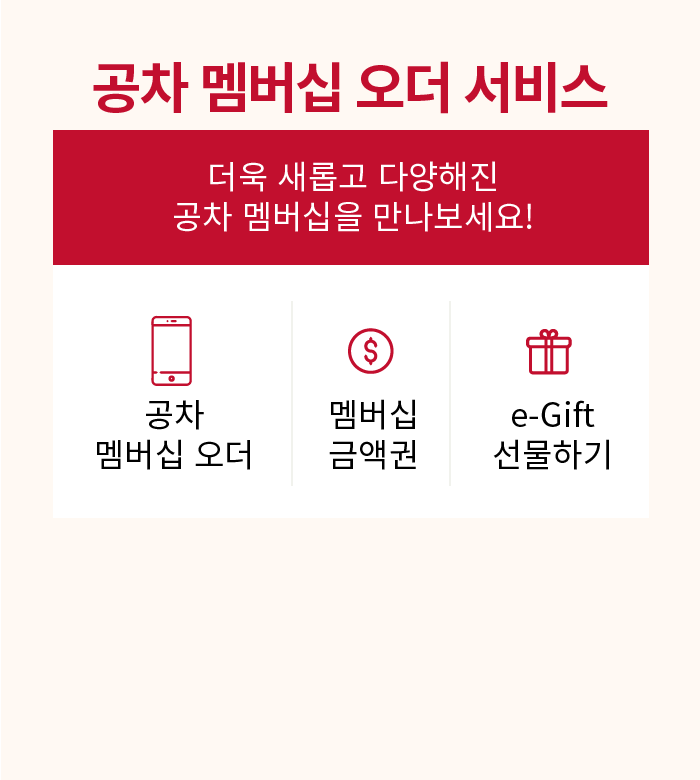 공차 멤버십 오더 서비스
더욱 새롭고 다양해진
공차 멤버십을 만나보세요!
공차
멤버십 오더
멤버십
금액권
e-Gift
선물하기